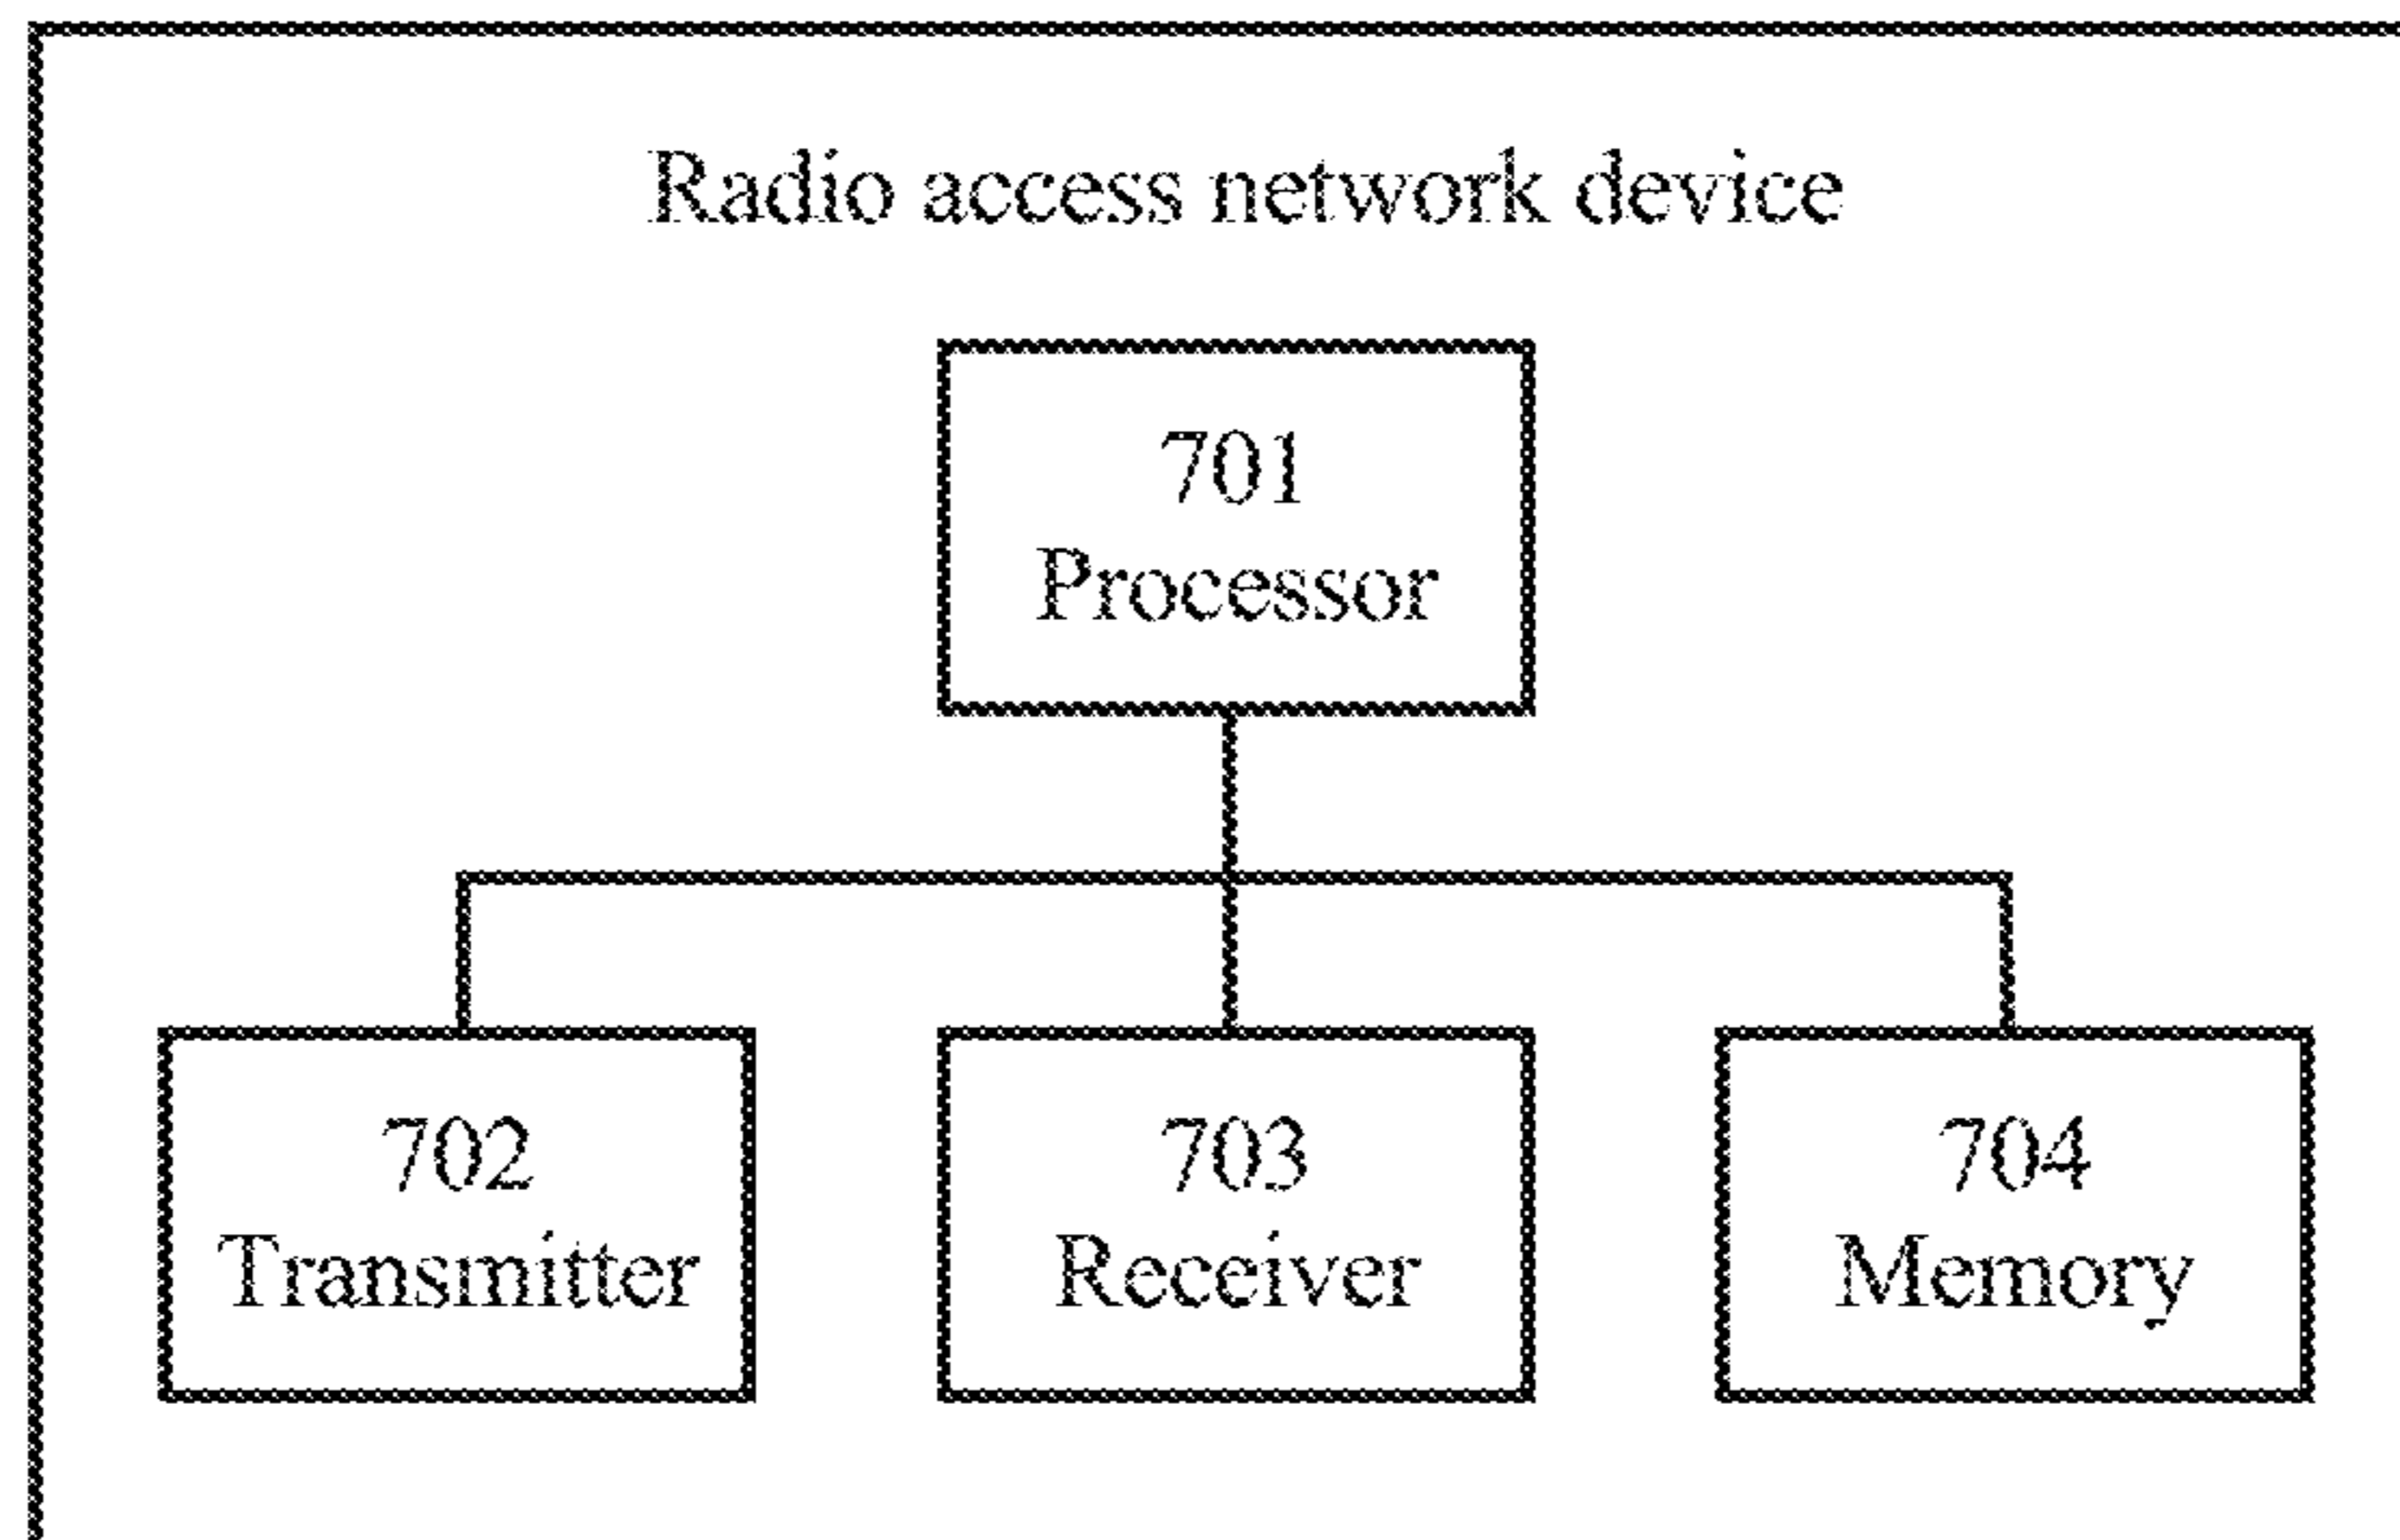 Radio access network device
701
Processor
702
Transmitter
703
Receiver
704
Memory